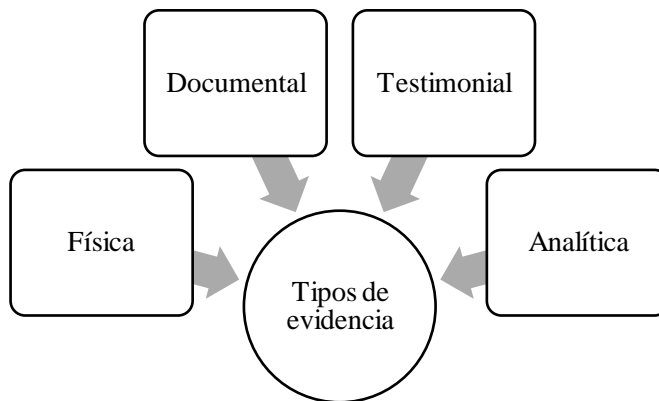 Documental
Testimonial
Física
Analítica
Tipos de
evidencia